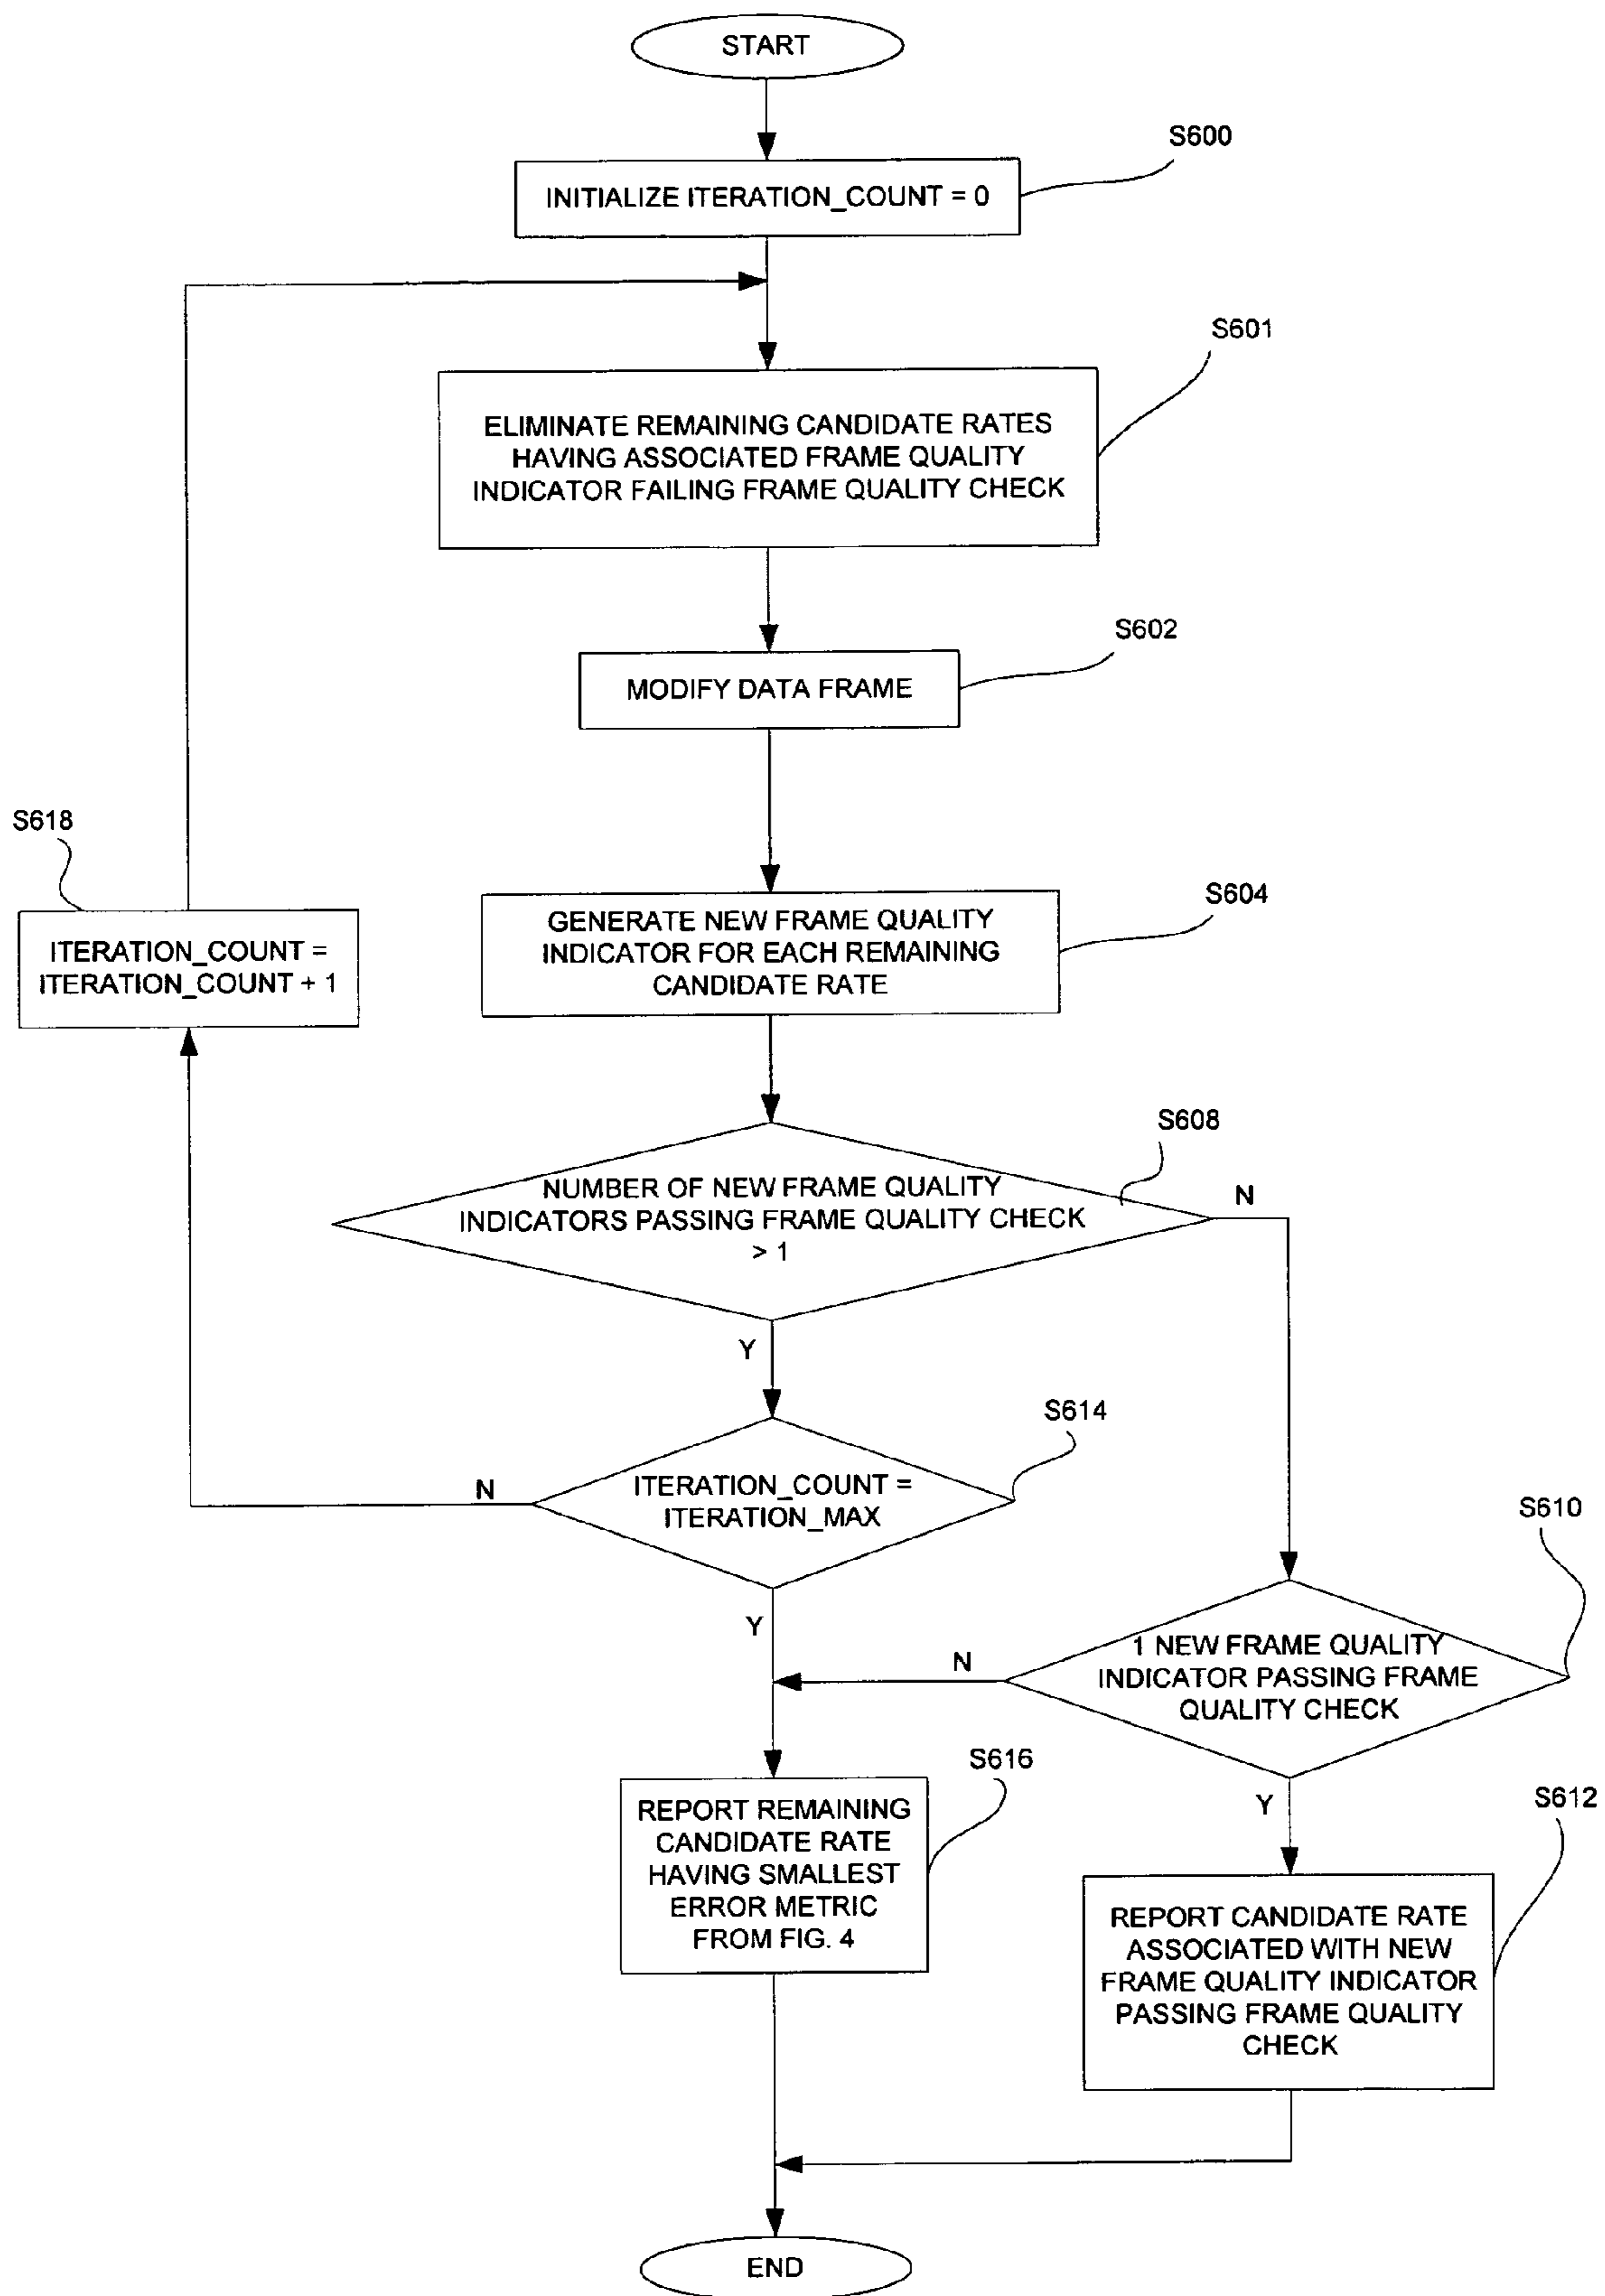 START
S600
INITIALIZE ITERATION_COUNT = 0
S601
ELIMINATE REMAINING CANDIDATE RATES
HAVING ASSOCIATED FRAME QUALITY
INDICATOR FAILING FRAME QUALITY CHECK
S602
MODIFY DATA FRAME
S618
ITERATION_COUNT =
ITERATION_COUNT + 1
S604
GENERATE NEW FRAME QUALITY
INDICATOR FOR EACH REMAINING
CANDIDATE RATE
S608
NUMBER OF NEW FRAME QUALITY
INDICATORS PASSING FRAME QUALITY CHECK
> 1
N
Y
S614
ITERATION_COUNT =
ITERATION_MAX
N
Y
S610
1 NEW FRAME QUALITY
INDICATOR PASSING FRAME
QUALITY CHECK
N
Y
S616
REPORT REMAINING
CANDIDATE RATE
HAVING SMALLEST
ERROR METRIC
FROM FIG. 4
S612
REPORT CANDIDATE RATE
ASSOCIATED WITH NEW
FRAME QUALITY INDICATOR
PASSING FRAME QUALITY
CHECK
END